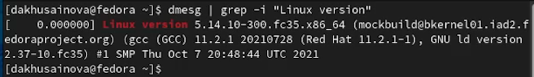 [dakhusainova@fedora ~]$ dmesg | grep -i "Linux version"
[    0.000000] Linux version 5.14.10-300.fc35.x86_64 (mockbuild@bkernel01.iad2.f
edoraproject.org) (gcc (GCC) 11.2.1 20210728 (Red Hat 11.2.1-1), GNU ld version
2.37-10.fc35) #1 SMP Thu Oct 7 20:48:44 UTC 2021
[dakhusainova@fedora ~]$